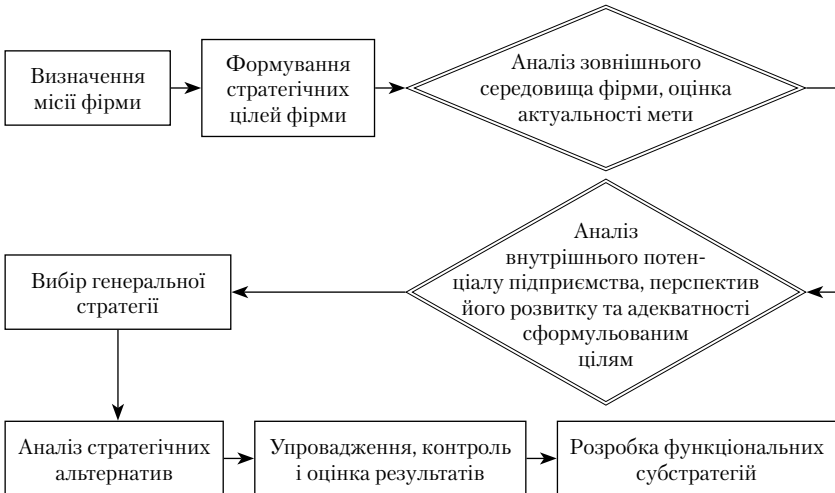 Визначення
місії фірми
Формування
стратегічних
цілей фірми
Аналіз зовнішнього
середовища фірми, оцінка
актуальності мети
Аналіз
внутрішнього потен-
ціалу підприємства, перспектив
його розвитку та адекватності
сформульованим
цілям
Вибір генеральної
стратегії
Аналіз стратегічних
альтернатив
Упровадження, контроль
і оцінка результатів
Розробка функціональних
субстратегій